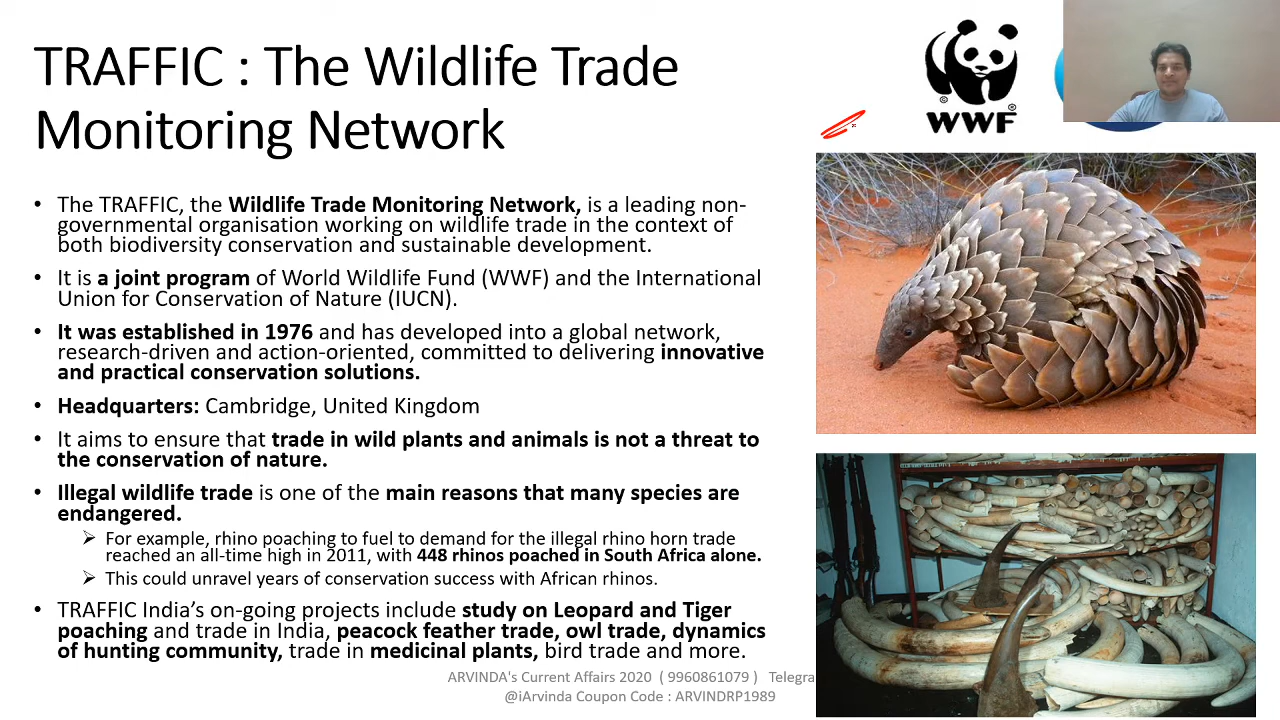 TRAFFIC : The Wildlife Trade
Monitoring Network
WWF
• The TRAFFIC, the Wildlife Trade Monitoring Network, is a leading non-
governmental organisation working on wildlife trade in the context of
both biodiversity conservation and sustainable development.
• It is a joint program of World Wildlife Fund (WWF) and the International
Union for Conservation of Nature (IUCN).
• It was established in 1976 and has developed into a global network,
research-driven and action-oriented, committed to delivering innovative
and practical conservation solutions.
• Headquarters: Cambridge, United Kingdom
• It aims to ensure that trade in wild plants and animals is not a threat to
the conservation of nature.
• Illegal wildlife trade is one of the main reasons that many species are
endangered.
➢ For example, rhino poaching to fuel to demand for the illegal rhino horn trade
reached an all-time high in 2011, with 448 rhinos poached in South Africa alone.
➢ This could unravel years of conservation success with African rhinos.
• TRAFFIC India’s on-going projects include study on Leopard and Tiger
poaching and trade in India, peacock feather trade, owl trade, dynamics
of hunting community, trade in medicinal plants, bird trade and more.
ARVINDA's Current Affairs 2020 ( 9960861079 ) Telegra
@iArvinda Coupon Code : ARVINDRP1989